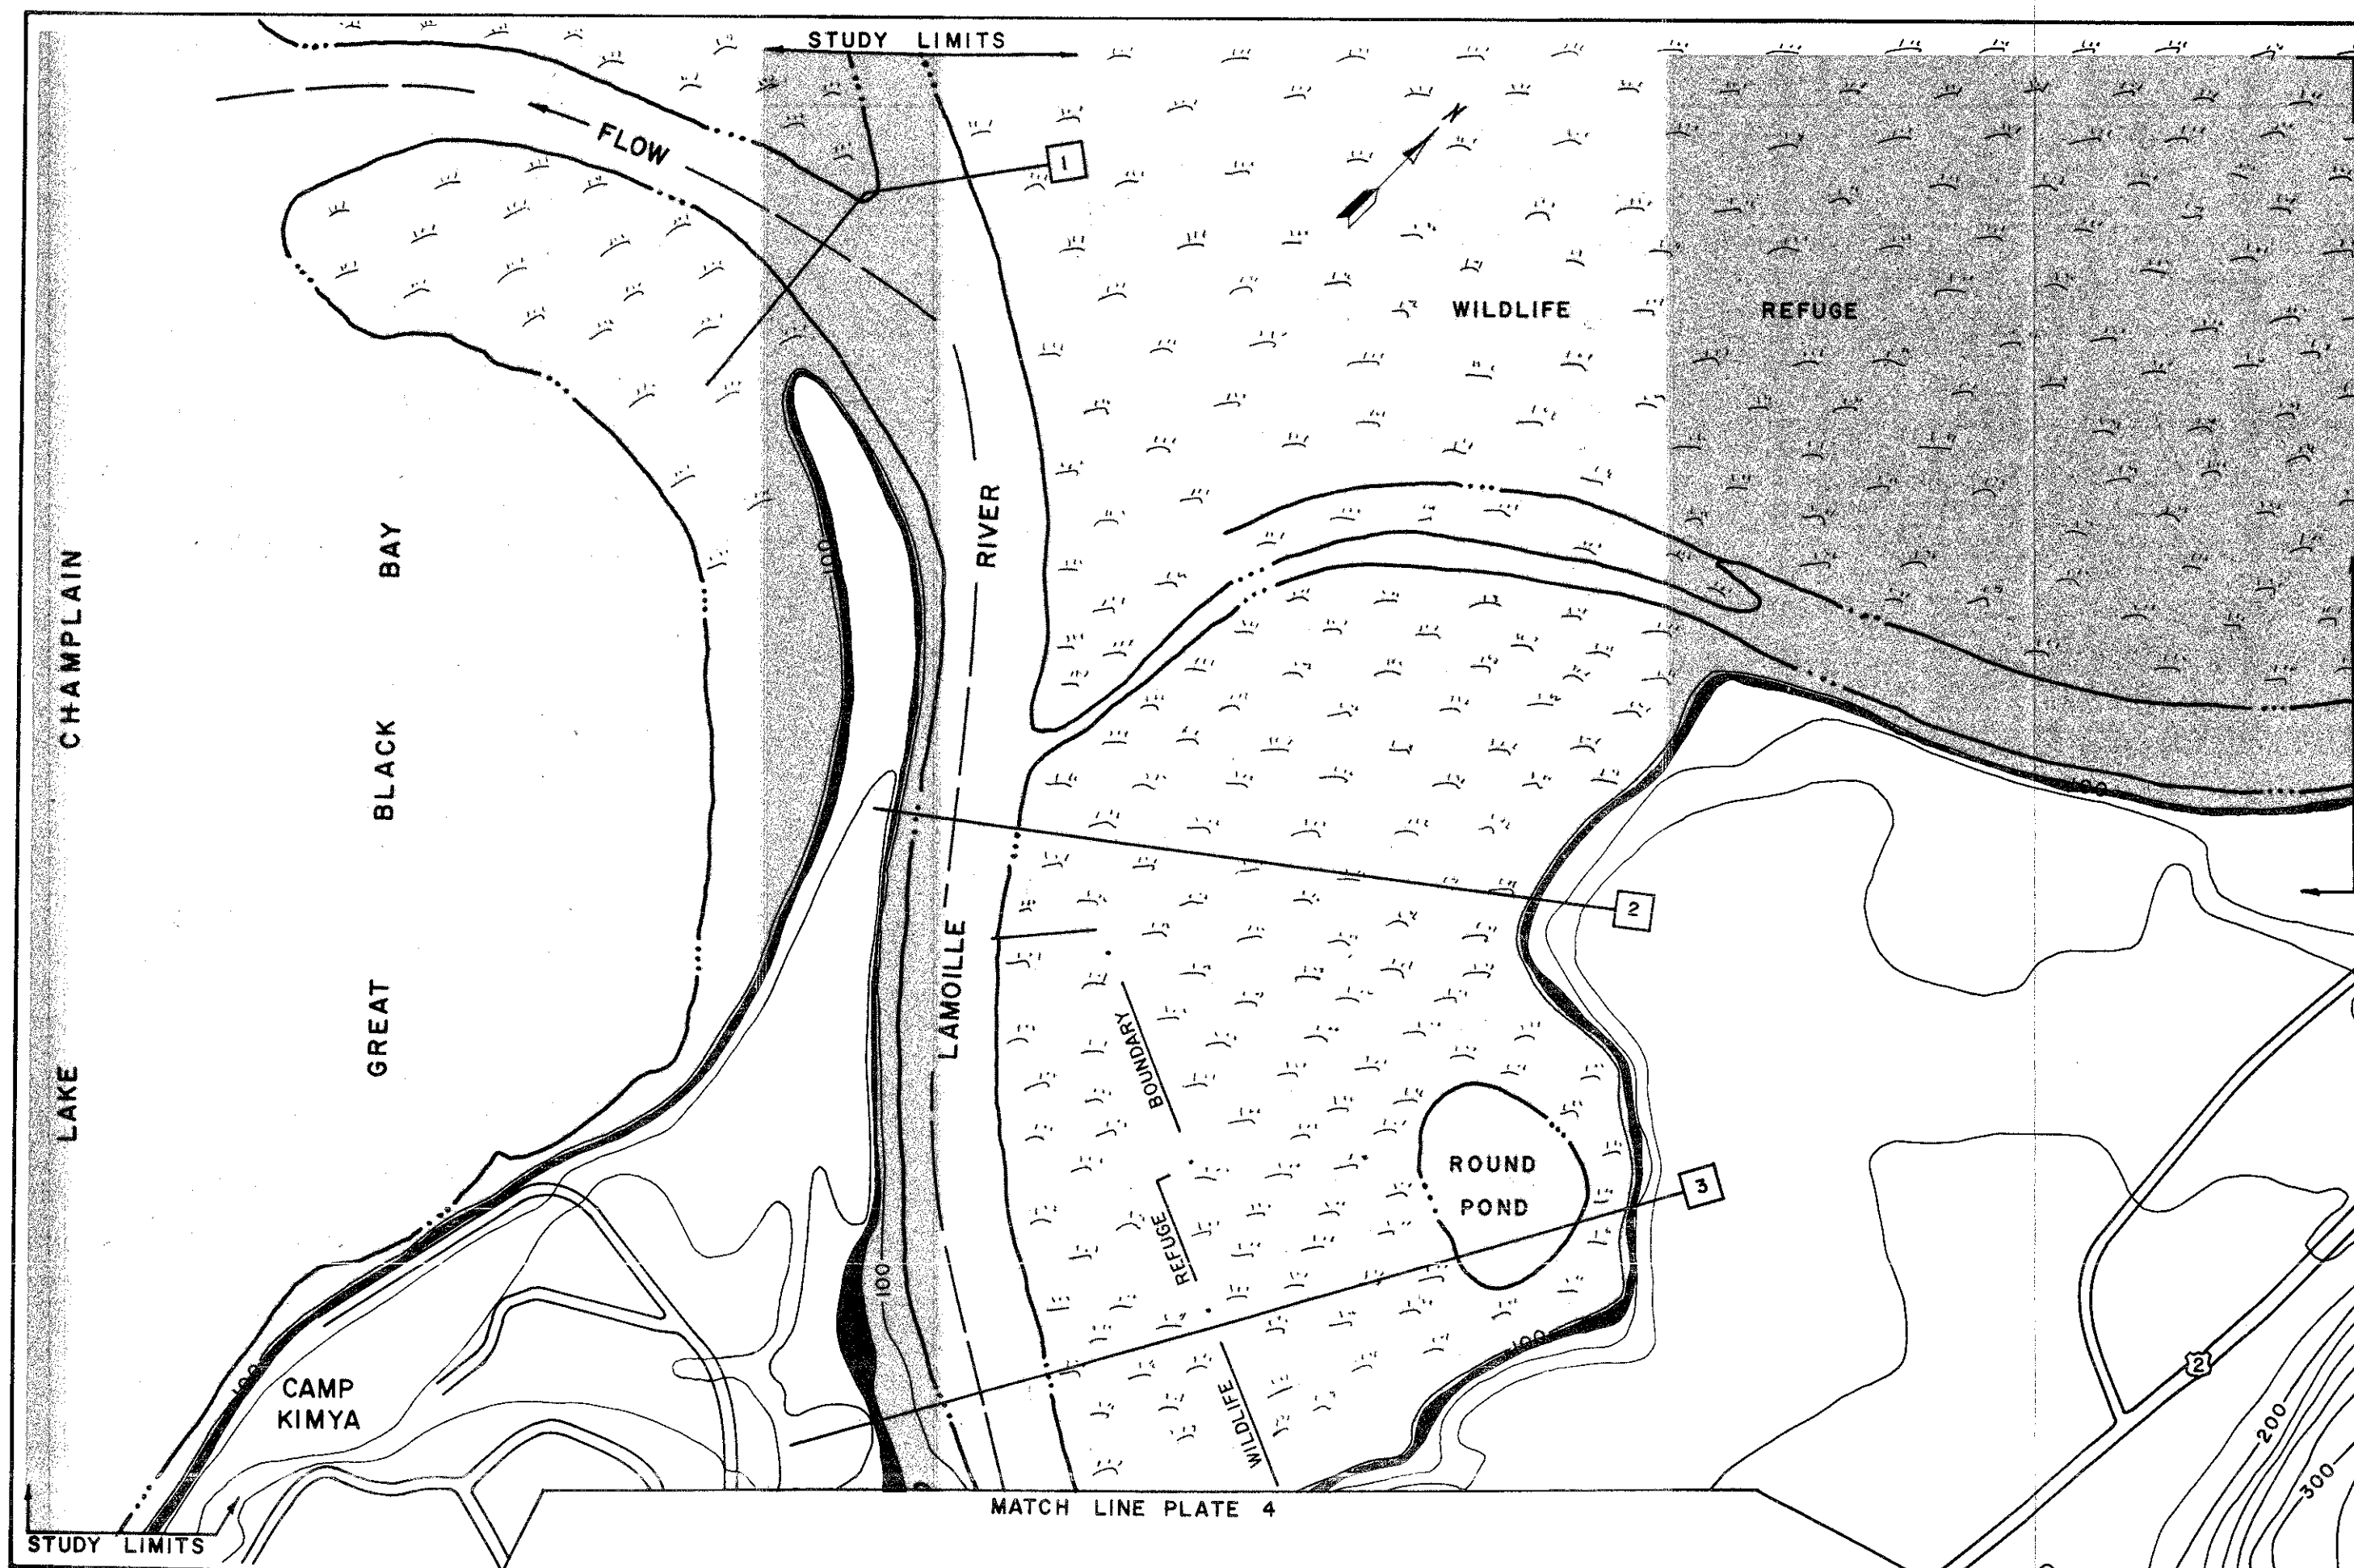 STUDY LIMITS
FLOW
1
N
WILDLIFE REFUGE
RIVER
LAMOILLE
100
LAKE CHAMPLAIN
GREAT BLACK BAY
100
2
BOUNDARY
REFUGE
WILDLIFE
ROUND
POND
3
100
100
100
CAMP
KIMYA
2
200
300
MATCH LINE PLATE 4
STUDY LIMITS